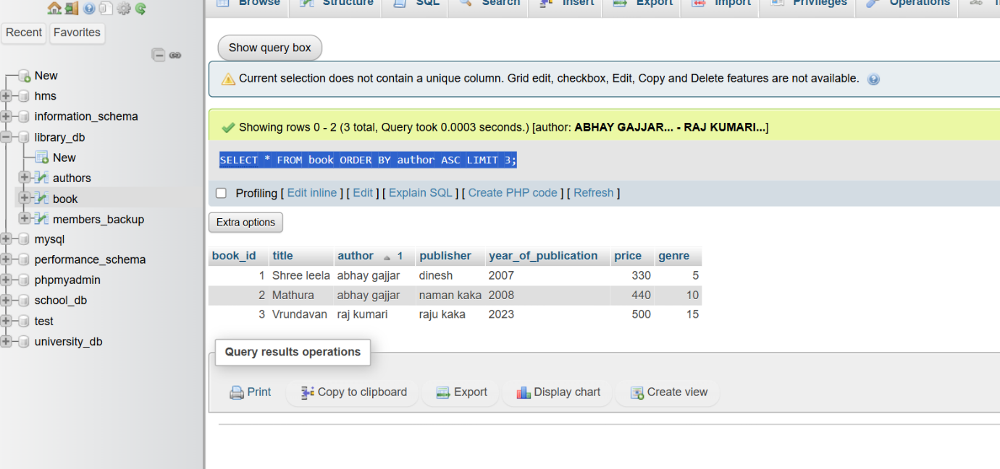 Browse Structure SQL Search Insert Export Import Privileges Operations
Recent Favorites
New
hms
information_schema
library_db
New
authors
book
members_backup
mysql
performance_schema
phpmyadmin
school_db
test
university_db
Show query box
Current selection does not contain a unique column. Grid edit, checkbox, Edit, Copy and Delete features are not available.
Showing rows 0 - 2 (3 total, Query took 0.0003 seconds.) [author: ABHAY GAJJAR... - RAJ KUMARI...]
SELECT * FROM book ORDER BY author ASC LIMIT 3;
Profiling [ Edit inline ] [ Edit ] [ Explain SQL ] [ Create PHP code ] [ Refresh ]
Extra options
book_id title author 1 publisher year_of_publication price genre
1 Shree leela abhay gajjar dinesh 2007 330 5
2 Mathura abhay gajjar naman kaka 2008 440 10
3 Vrundavan raj kumari raju kaka 2023 500 15
Query results operations
Print Copy to clipboard Export Display chart Create view